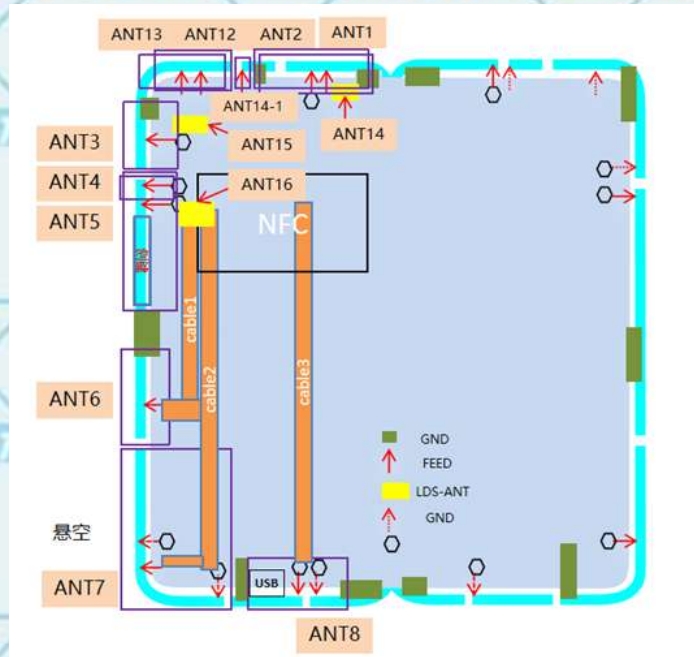 ANT13
ANT12
ANT2
ANT1
ANT14-1
ANT14
ANT3
ANT15
ANT4
ANT16
ANT5
NFC
cable1
cable2
cable3
ANT6
GND
FEED
LDS-ANT
GND
悬空
USB
ANT7
ANT8